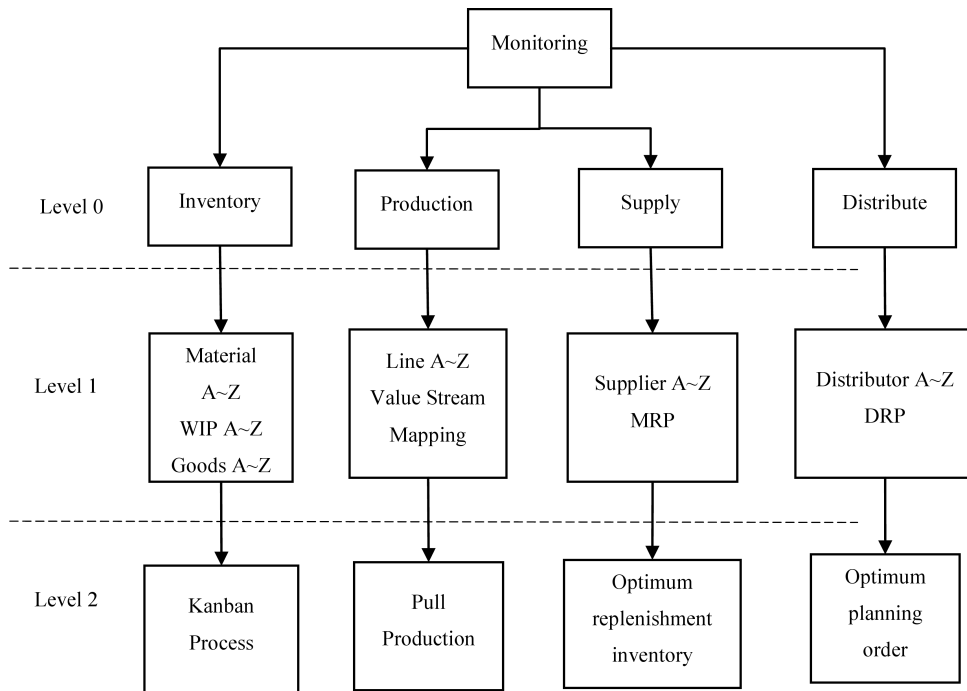 Monitoring
Level 0
Inventory
Production
Supply
Distribute
Level 1
Material
A~Z
WIP A~Z
Goods A~Z
Line A~Z
Value Stream
Mapping
Supplier A~Z
MRP
Distributor A~Z
DRP
Level 2
Kanban
Process
Pull
Production
Optimum
replenishment
inventory
Optimum
planning
order